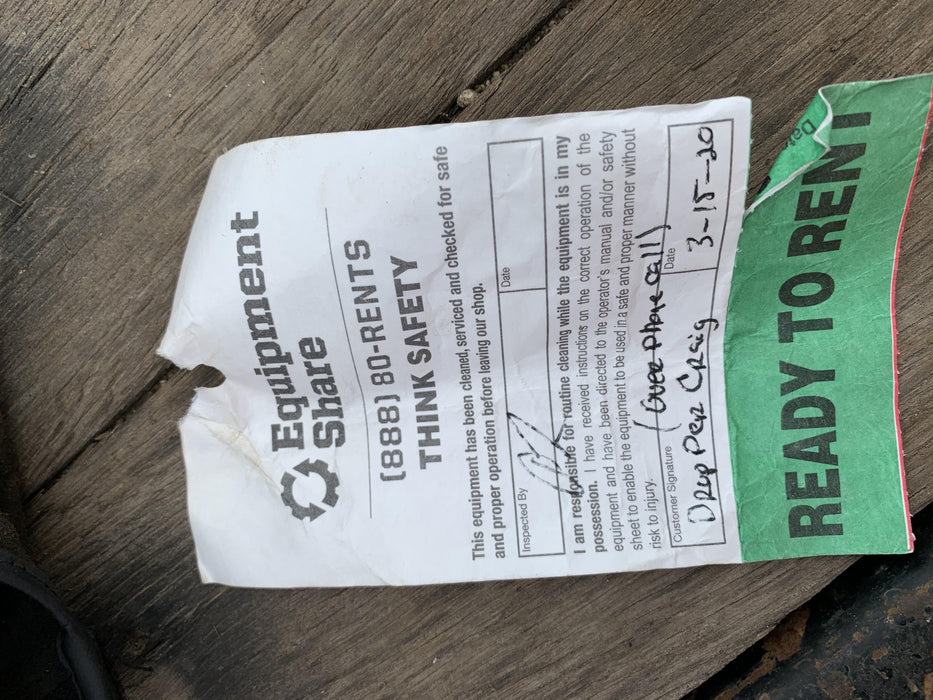 Equipment
Share
(888) 80-RENTS
THINK SAFETY
This equipment has been cleaned, serviced and checked for safe
and proper operation before leaving our shop.
Inspected By
Date
I am responsible for routine cleaning while the equipment is in my
possession. I have received instructions on the correct operation of the
equipment and have been directed to the operator's manual and/or safety
sheet to enable the equipment to be used in a safe and proper manner without
risk to injury.
Customer Signature
(over phone call)
Date
Drop per Craig
3-15-20
READY TO RENT